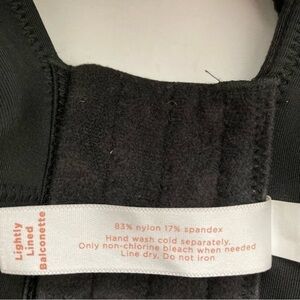 Lightly
Lined
Balconette
83% nylon 17% spandex
Hand wash cold separately.
Only non-chlorine bleach when needed
Line dry. Do not iron.